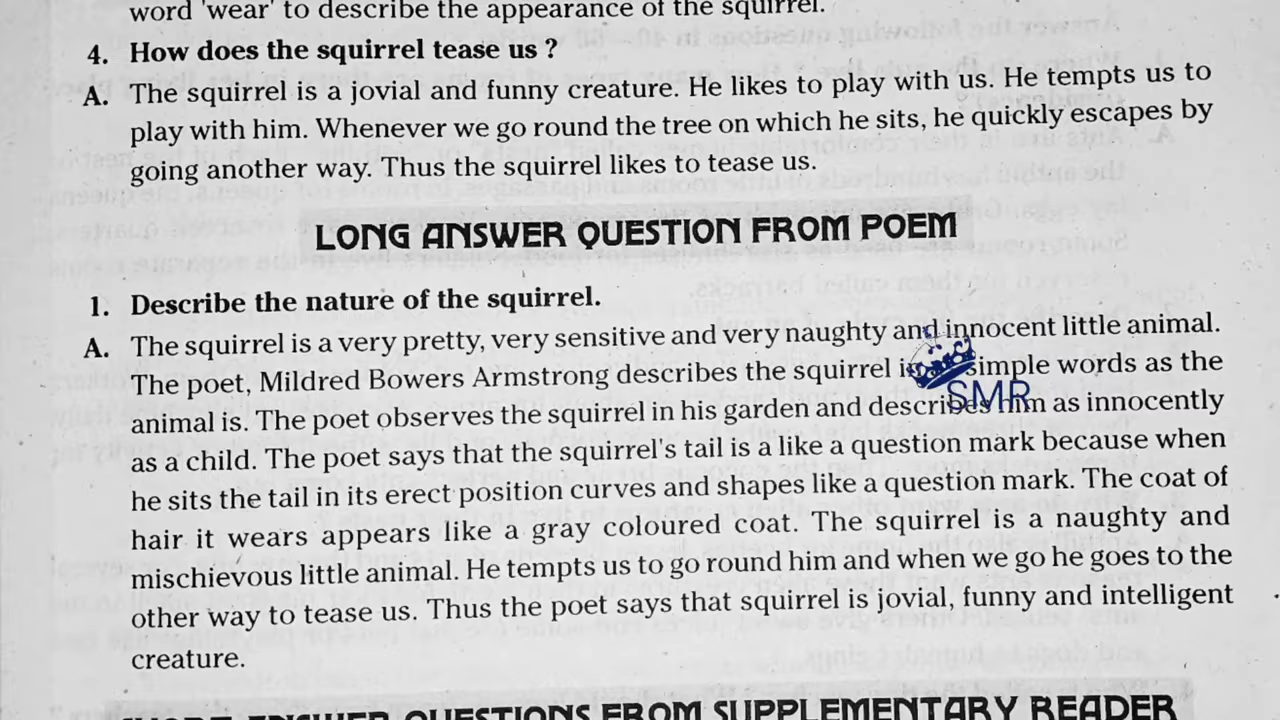 word 'wear' to describe the appearance of the squirrel.
4. How does the squirrel tease us ?
A. The squirrel is a jovial and funny creature. He likes to play with us. He tempts us to
play with him. Whenever we go round the tree on which he sits, he quickly escapes by
going another way. Thus the squirrel likes to tease us.
LONG ANSWER QUESTION FROM POEM
1. Describe the nature of the squirrel.
A. The squirrel is a very pretty, very sensitive and very naughty and innocent little animal.
The poet, Mildred Bowers Armstrong describes the squirrel in simple words as the
SMR
animal is. The poet observes the squirrel in his garden and describes him as innocently
as a child. The poet says that the squirrel's tail is a like a question mark because when
he sits the tail in its erect position curves and shapes like a question mark. The coat of
hair it wears appears like a gray coloured coat. The squirrel is a naughty and
mischievous little animal. He tempts us to go round him and when we go he goes to the
other way to tease us. Thus the poet says that squirrel is jovial, funny and intelligent
creature.
SHORT ANSWER QUESTIONS FROM SUPPLEMENTARY READER